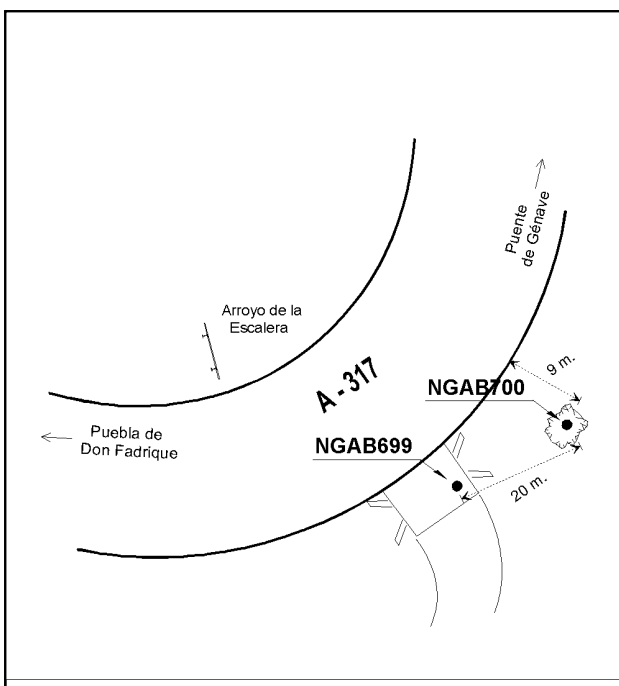 Puente
de Génave
Arroyo de la
Escalera
A - 317
9 m.
NGAB700
Puebla de
Don Fadrique
NGAB699
20 m.